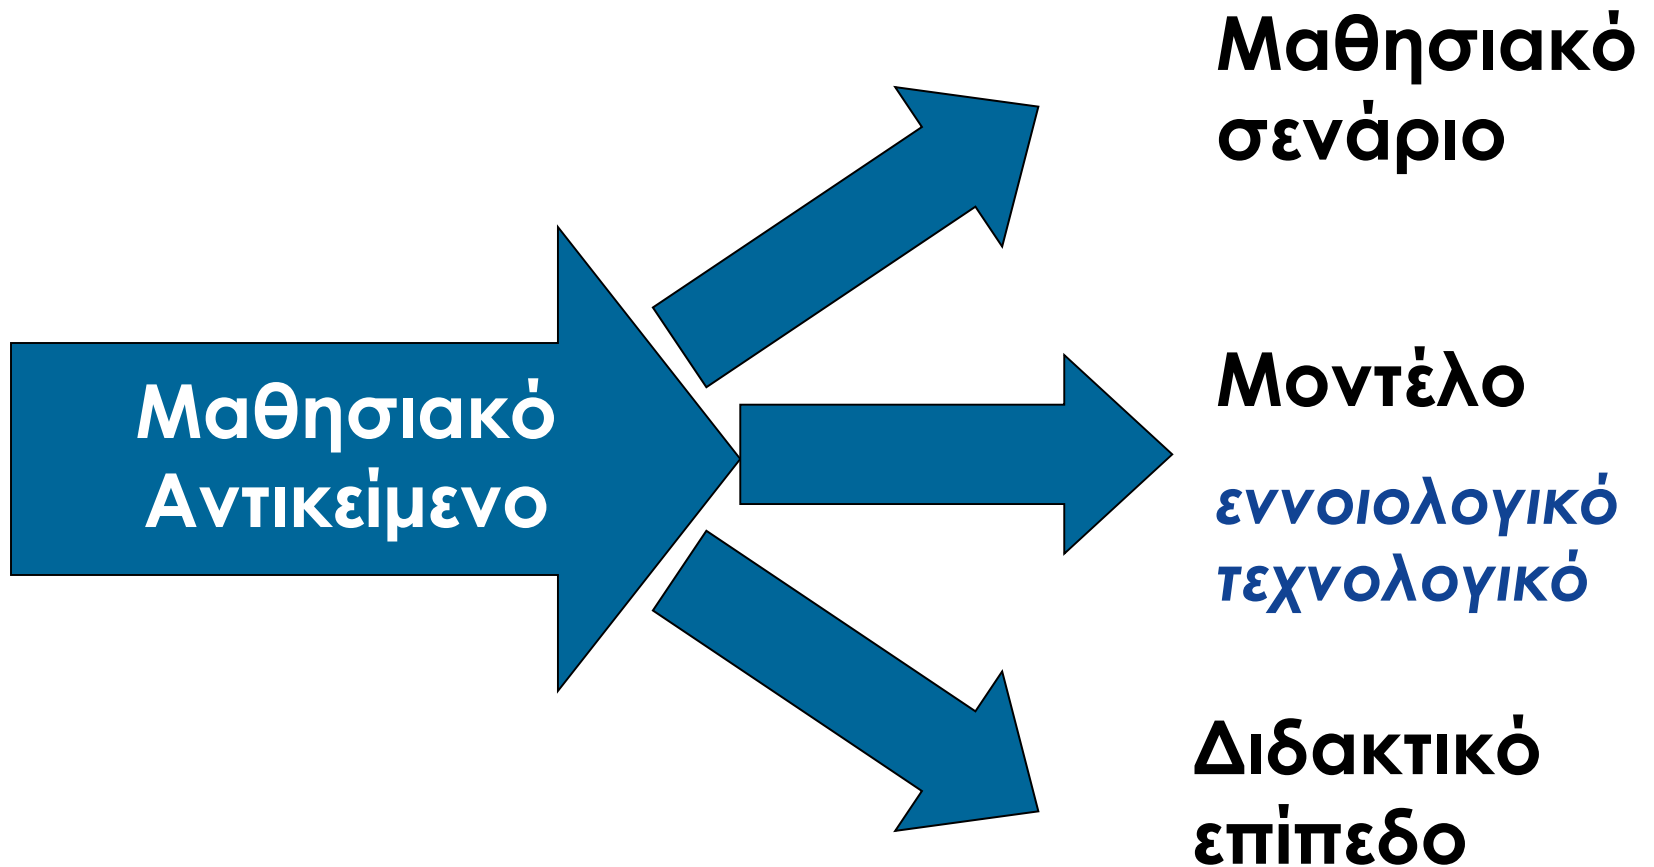 Μαθησιακό
Αντικείμενο
Μαθησιακό
σενάριο
Μοντέλο
εννοιολογικό
τεχνολογικό
Διδακτικό
επίπεδο